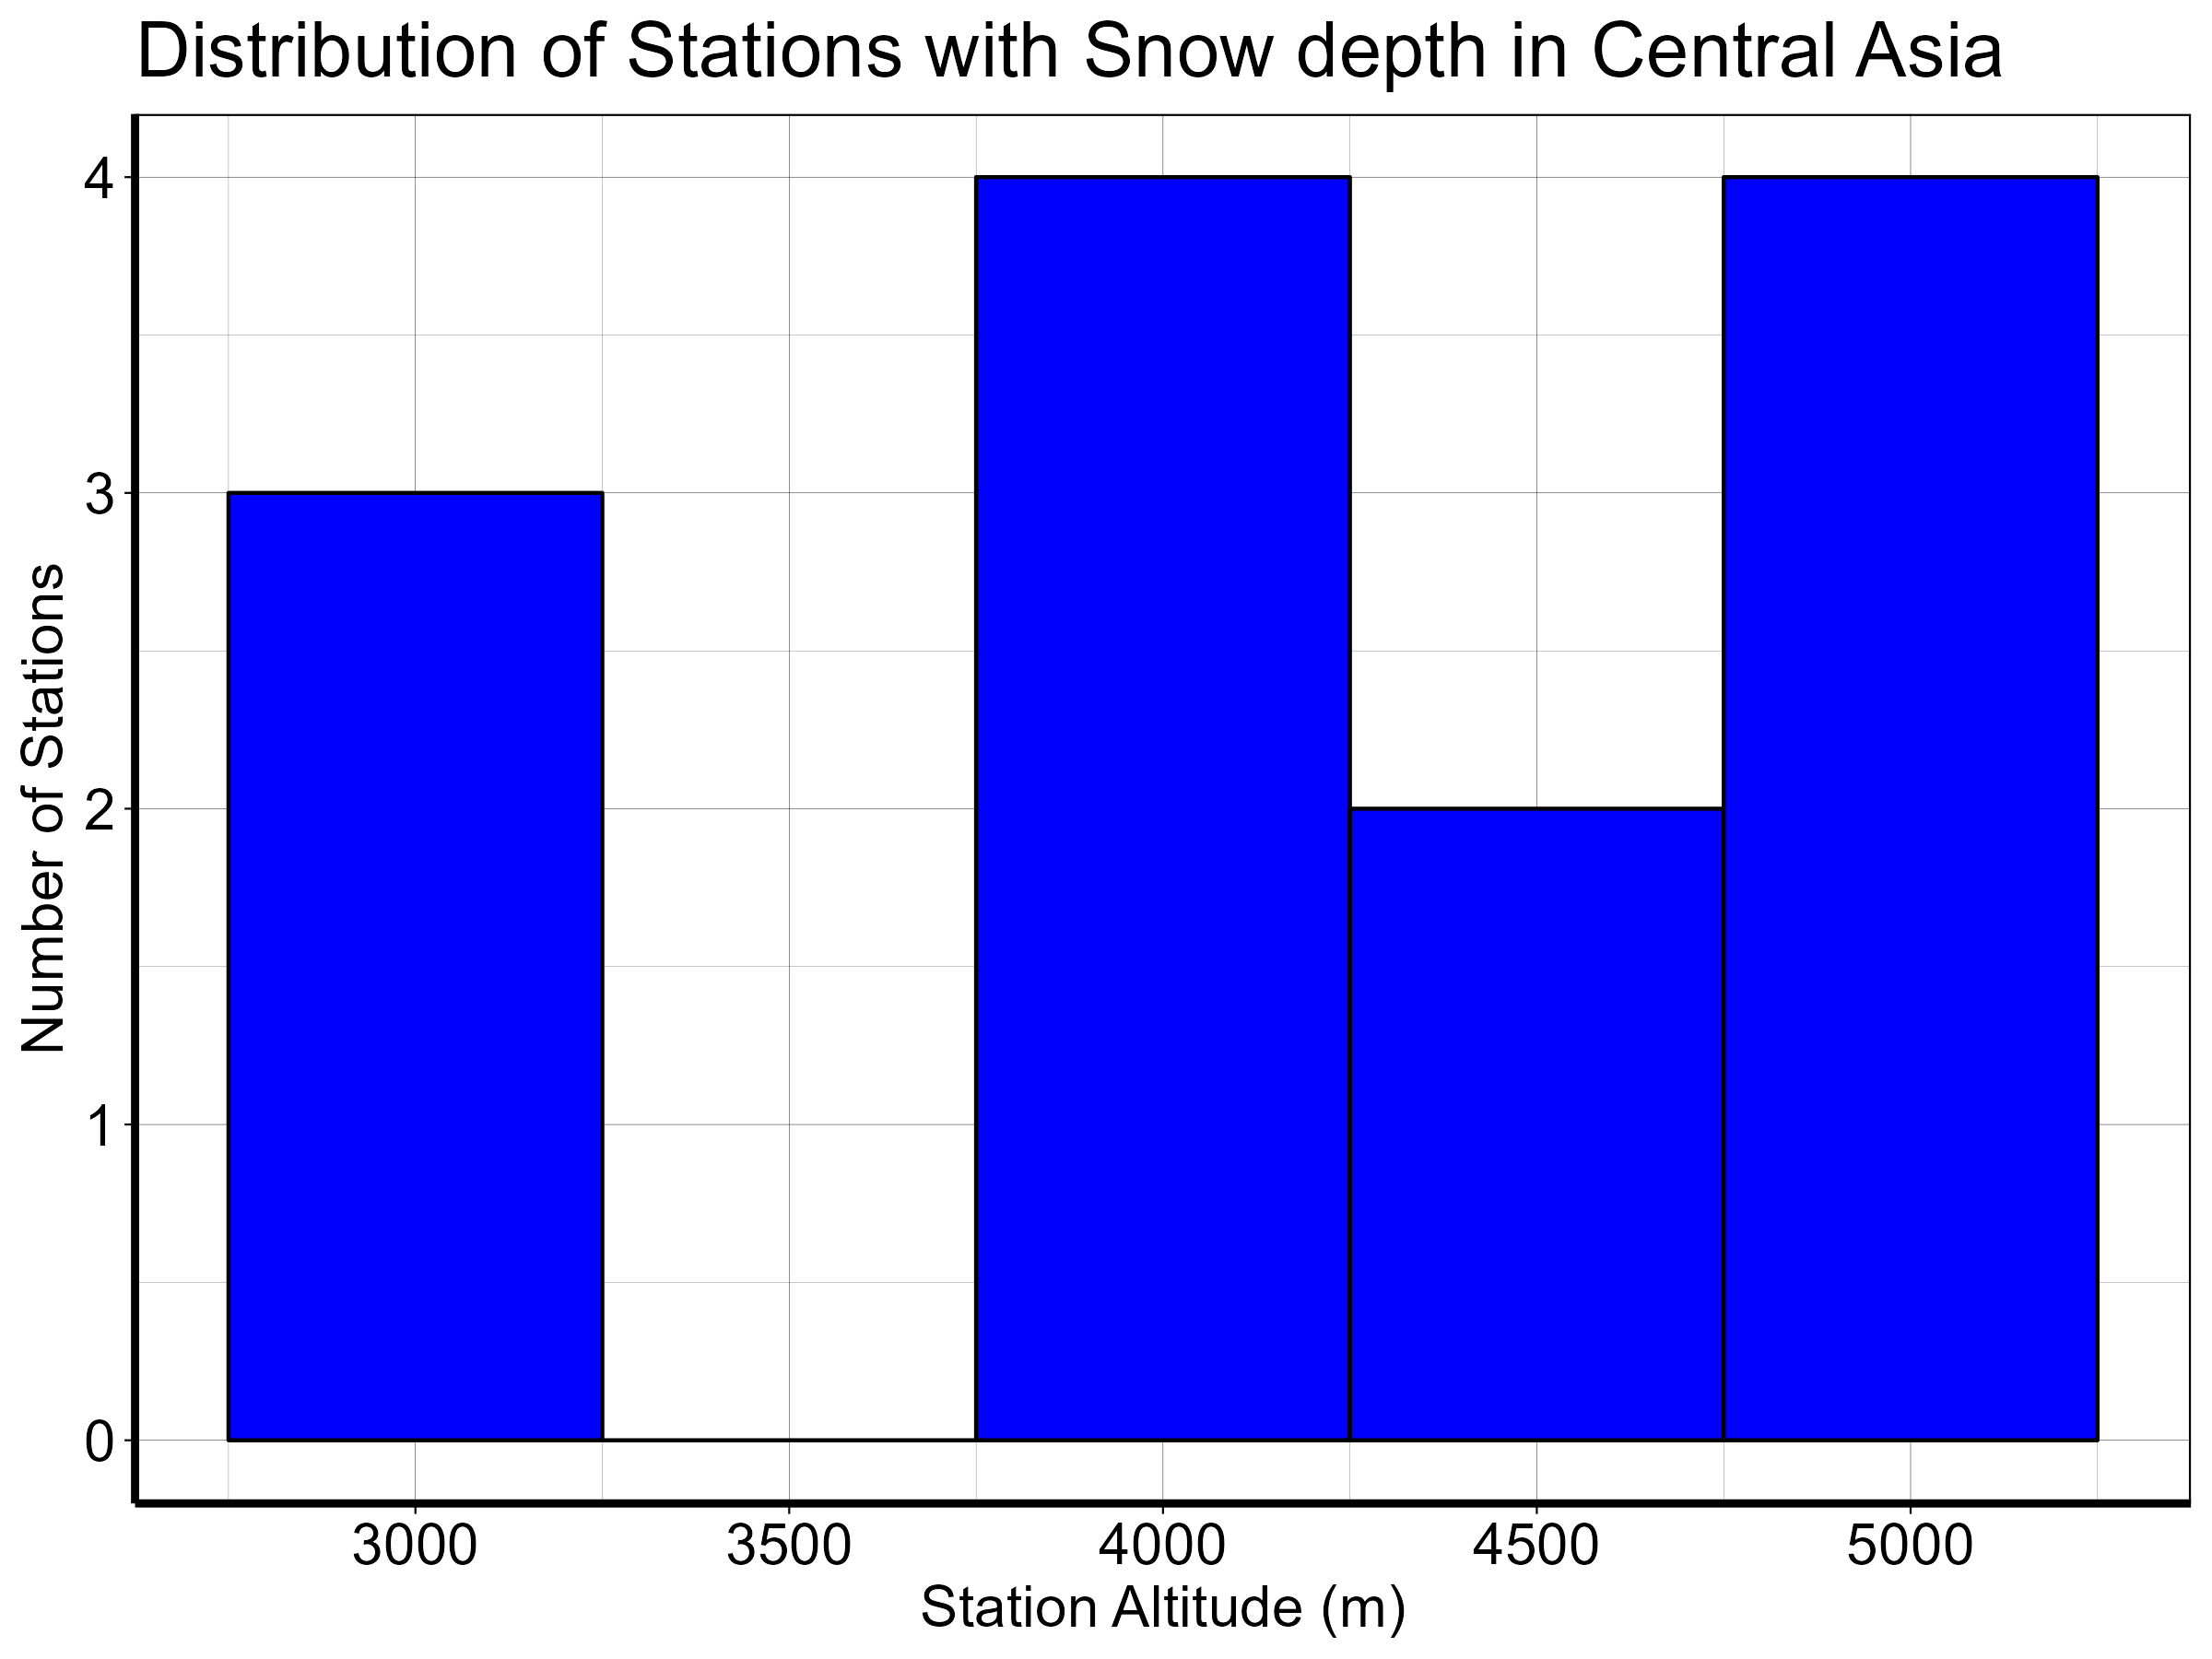 Distribution of Stations with Snow depth in Central Asia
4
3
2
1
0
Number of Stations
3000 3500 4000 4500 5000
Station Altitude (m)